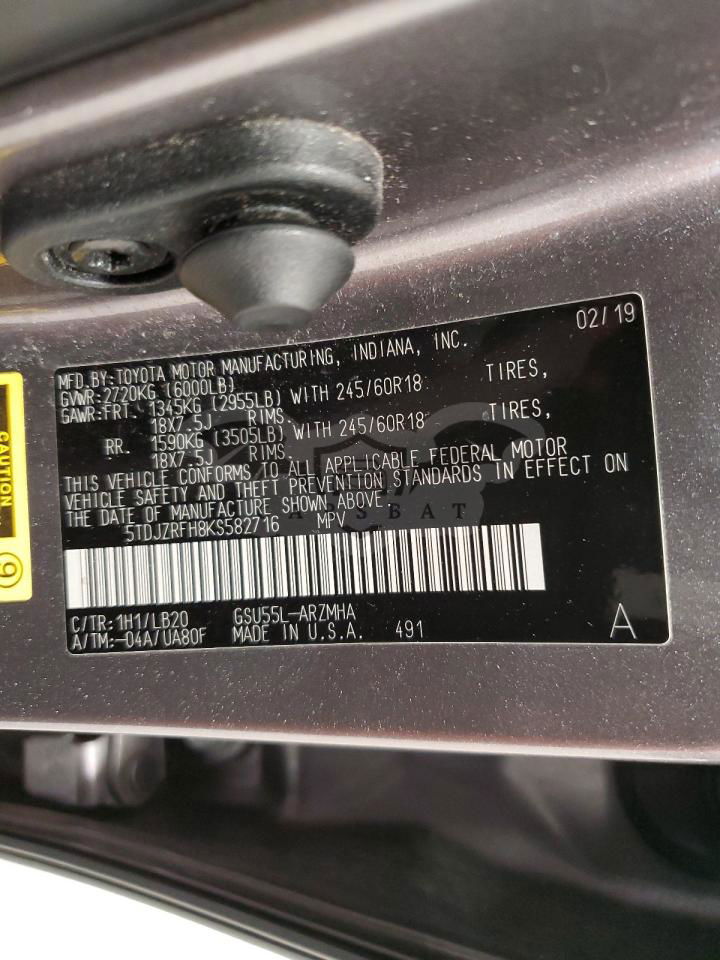 02/19
MFD.BY:TOYOTA MOTOR MANUFACTURING, INDIANA, INC.
GVWR:2720KG (6000LB)
GAWR:FRT. 1345KG (2955LB) WITH 245/60R18 TIRES,
18X7.5J RIMS.
RR. 1590KG (3505LB) WITH 245/60R18 TIRES,
18X7.5J RIMS.
THIS VEHICLE CONFORMS TO ALL APPLICABLE FEDERAL MOTOR
VEHICLE SAFETY AND THEFT PREVENTION STANDARDS IN EFFECT ON
THE DATE OF MANUFACTURE SHOWN ABOVE.
5TDJZRFH8KS582716 MPV
C/TR:1H1/LB20 GSU55L-ARZMHA
A/TM:-04A/UA80F MADE IN U.S.A. 491 A
CAUTION
9